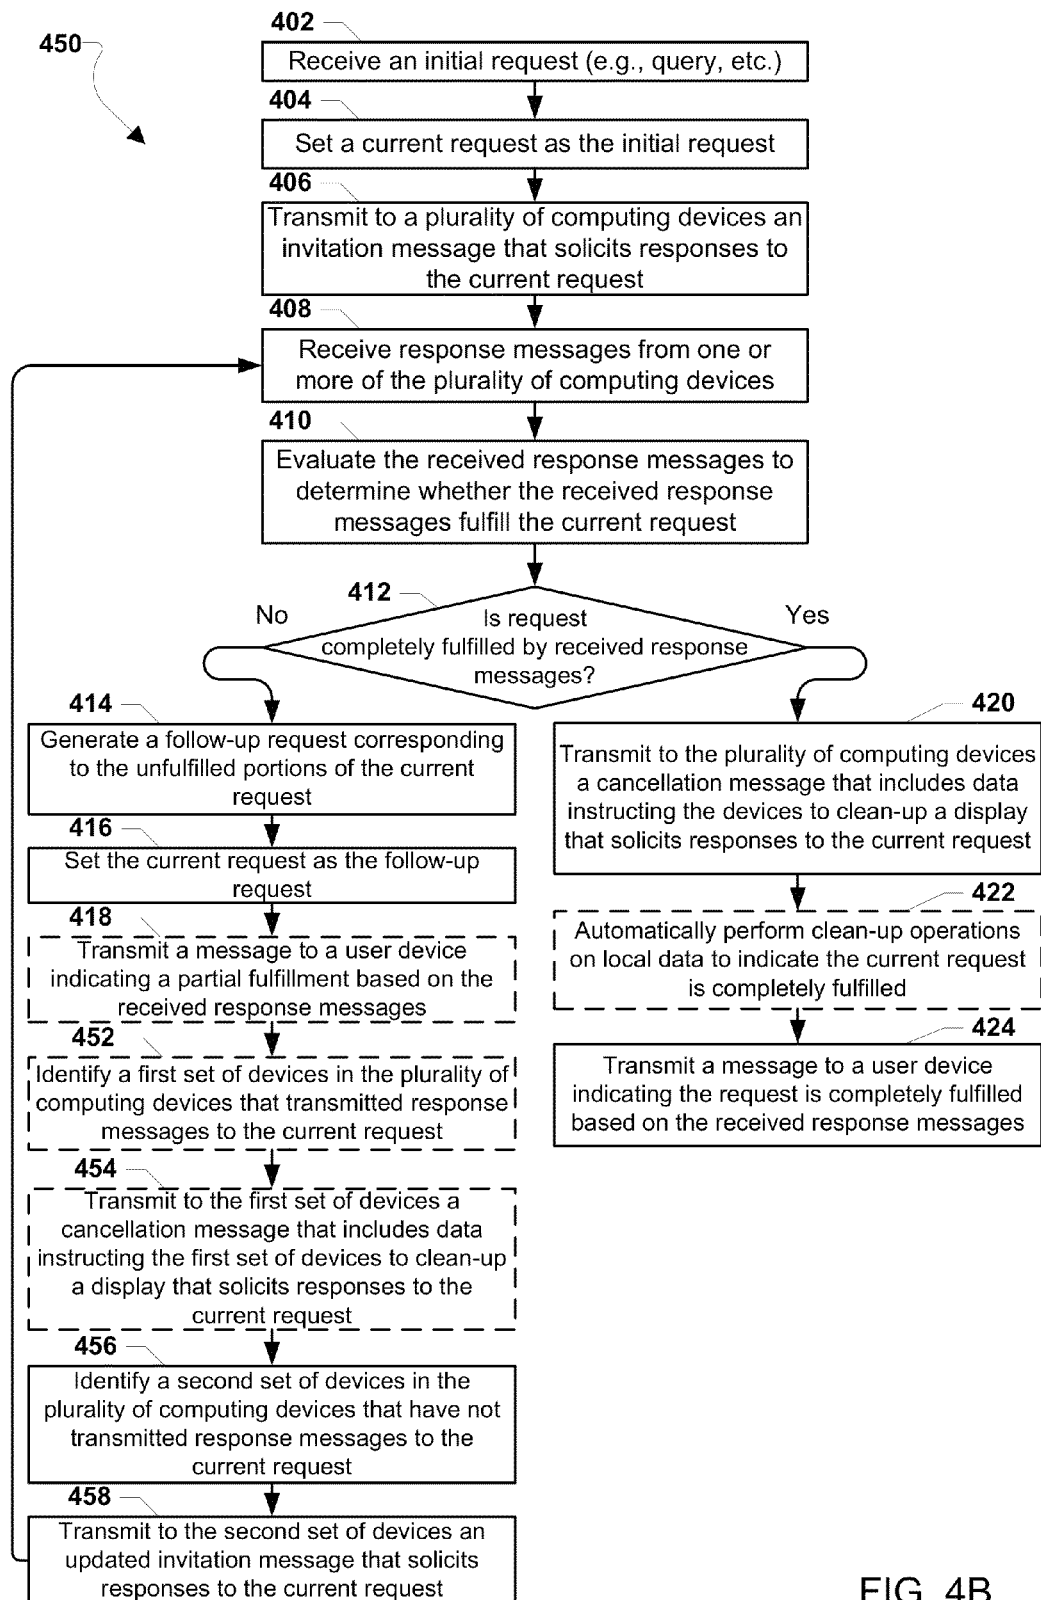 450
402
Receive an initial request (e.g., query, etc.)
404
Set a current request as the initial request
406
Transmit to a plurality of computing devices an
invitation message that solicits responses to
the current request
408
Receive response messages from one or
more of the plurality of computing devices
410
Evaluate the received response messages to
determine whether the received response
messages fulfill the current request
412
No
Yes
Is request
completely fulfilled by received response
messages?
414
Generate a follow-up request corresponding
to the unfulfilled portions of the current
request
416
Set the current request as the follow-up
request
418
Transmit a message to a user device
indicating a partial fulfillment based on the
received response messages
452
Identify a first set of devices in the plurality of
computing devices that transmitted response
messages to the current request
454
Transmit to the first set of devices a
cancellation message that includes data
instructing the first set of devices to clean-up
a display that solicits responses to the
current request
456
Identify a second set of devices in the
plurality of computing devices that have not
transmitted response messages to the
current request
458
Transmit to the second set of devices an
updated invitation message that solicits
responses to the current request
420
Transmit to the plurality of computing devices
a cancellation message that includes data
instructing the devices to clean-up a display
that solicits responses to the current request
422
Automatically perform clean-up operations
on local data to indicate the current request
is completely fulfilled
424
Transmit a message to a user device
indicating the request is completely fulfilled
based on the received response messages
FIG. 4B